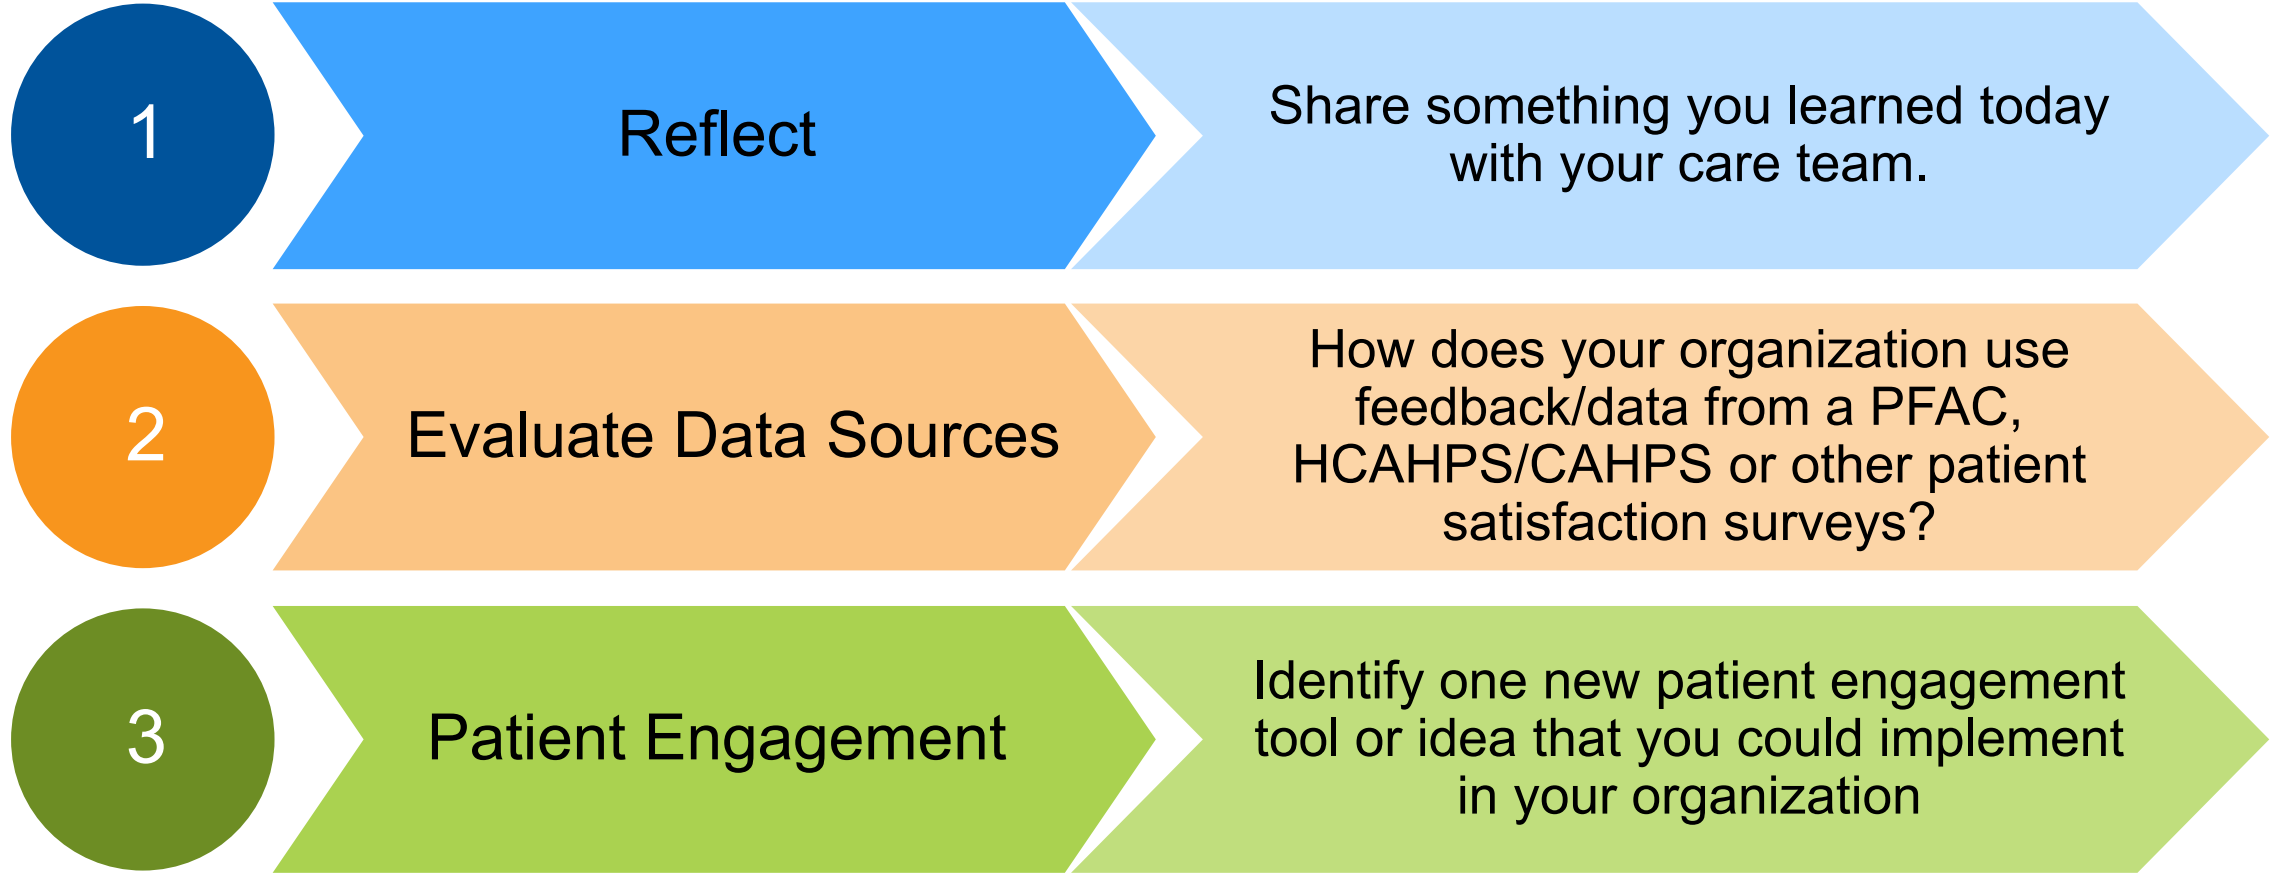 1
Reflect
Share something you learned today
with your care team.
2
Evaluate Data Sources
How does your organization use
feedback/data from a PFAC,
HCAHPS/CAHPS or other patient
satisfaction surveys?
3
Patient Engagement
Identify one new patient engagement
tool or idea that you could implement
in your organization